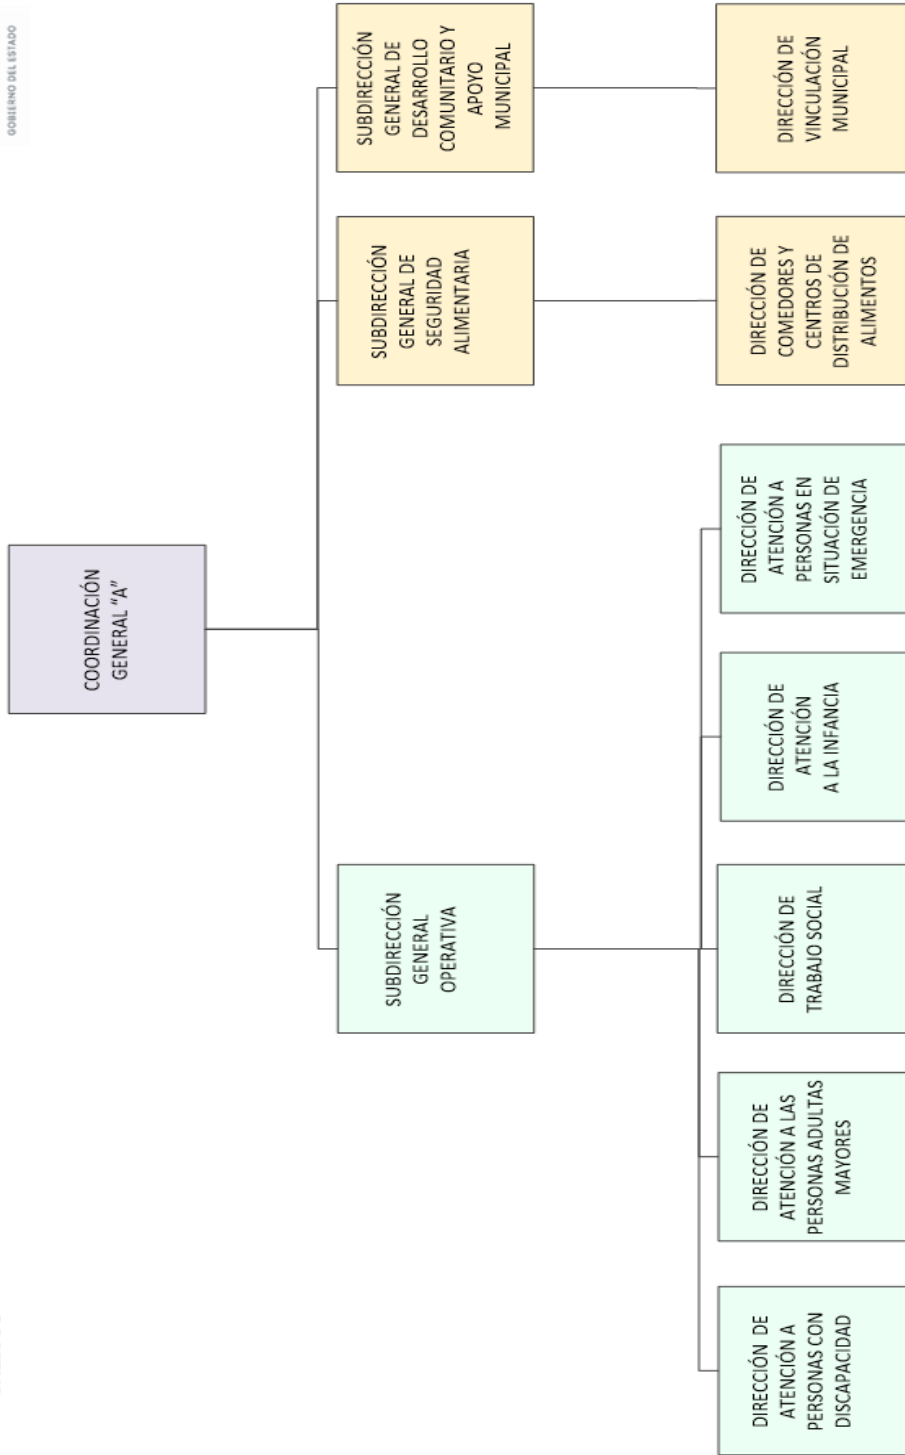 GOBIERNO DEL ESTADO
COORDINACIÓN
GENERAL “A”
SUBDIRECCIÓN
GENERAL
OPERATIVA
SUBDIRECCIÓN
GENERAL DE
SEGURIDAD
ALIMENTARIA
SUBDIRECCIÓN
GENERAL DE
DESARROLLO
COMUNITARIO Y
APOYO
MUNICIPAL
DIRECCIÓN DE
ATENCIÓN A
PERSONAS CON
DISCAPACIDAD
DIRECCIÓN DE
ATENCIÓN A LAS
PERSONAS ADULTAS
MAYORES
DIRECCIÓN DE
TRABAJO SOCIAL
DIRECCIÓN DE
ATENCIÓN
A LA INFANCIA
DIRECCIÓN DE
ATENCIÓN A
PERSONAS EN
SITUACIÓN DE
EMERGENCIA
DIRECCIÓN DE
COMEDORES Y
CENTROS DE
DISTRIBUCIÓN DE
ALIMENTOS
DIRECCIÓN DE
VINCULACIÓN
MUNICIPAL